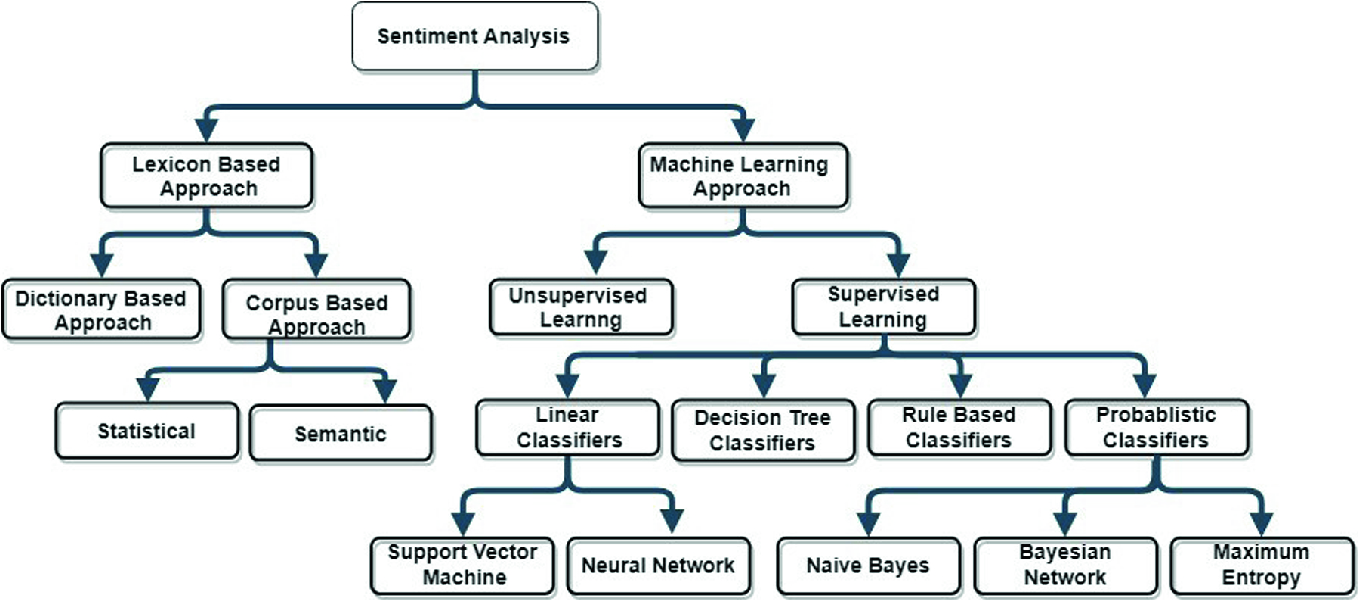 Sentiment Analysis
Lexicon Based
Approach
Machine Learning
Approach
Dictionary Based
Approach
Corpus Based
Approach
Unsupervised
Learnng
Supervised
Learning
Statistical
Semantic
Linear
Classifiers
Decision Tree
Classifiers
Rule Based
Classifiers
Probablistic
Classifiers
Support Vector
Machine
Neural Network
Naive Bayes
Bayesian
Network
Maximum
Entropy